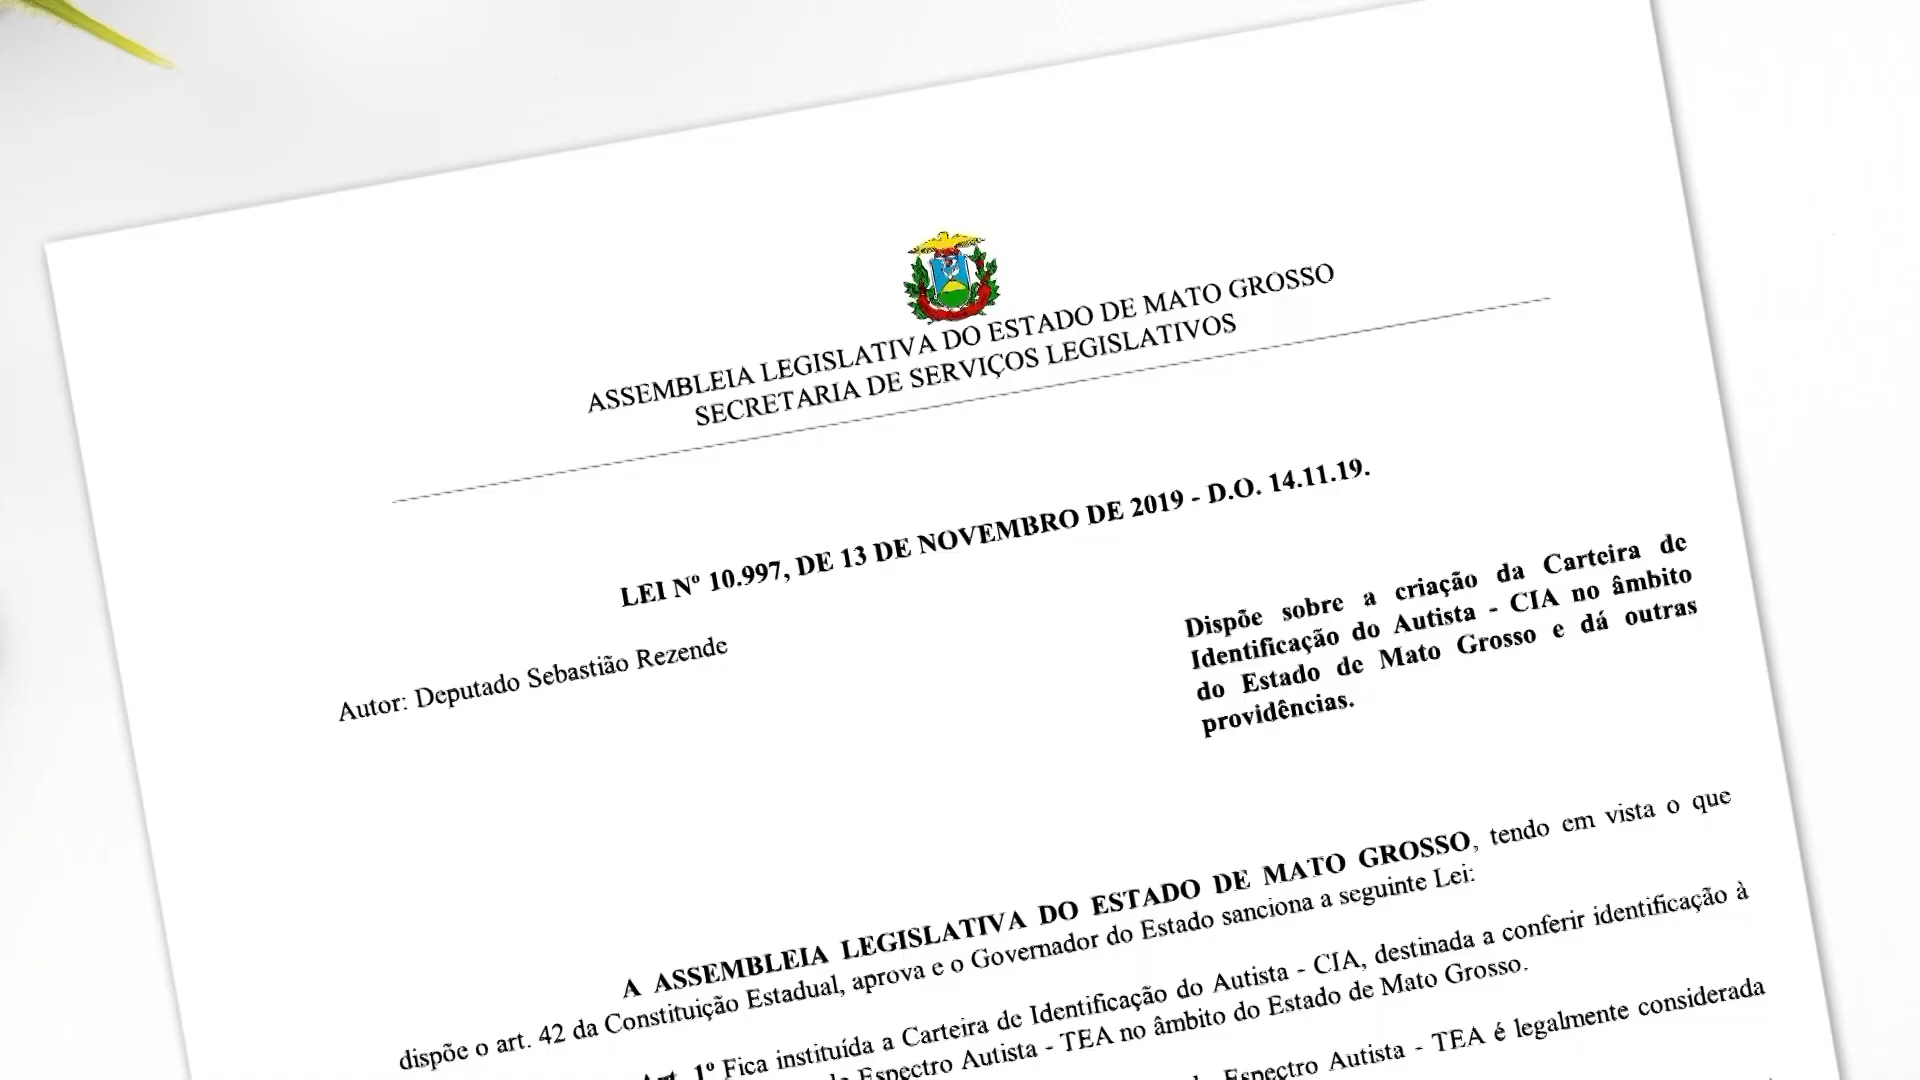 ASSEMBLEIA LEGISLATIVA DO ESTADO DE MATO GROSSO
SECRETARIA DE SERVIÇOS LEGISLATIVOS
LEI Nº 10.997, DE 13 DE NOVEMBRO DE 2019 - D.O. 14.11.19.
Autor: Deputado Sebastião Rezende
Dispõe sobre a criação da Carteira de
Identificação do Autista - CIA no âmbito
do Estado de Mato Grosso e dá outras
providências.
A ASSEMBLEIA LEGISLATIVA DO ESTADO DE MATO GROSSO, tendo em vista o que
dispõe o art. 42 da Constituição Estadual, aprova e o Governador do Estado sanciona a seguinte Lei:
Art. 1º Fica instituída a Carteira de Identificação do Autista - CIA, destinada a conferir identificação à
Espectro Autista - TEA no âmbito do Estado de Mato Grosso.
Espectro Autista - TEA é legalmente considerada